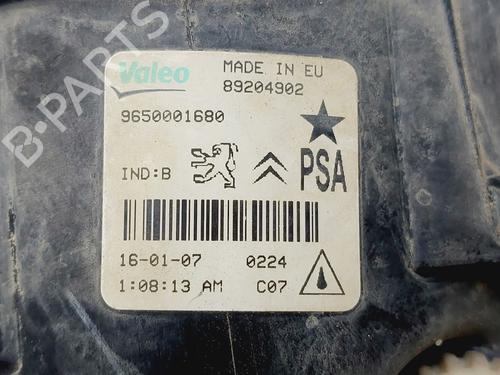 Valeo MADE IN EU
89204902
9650001680
IND:B PSA
16-01-07 0224
1:08:13 AM C07
B-PARTS